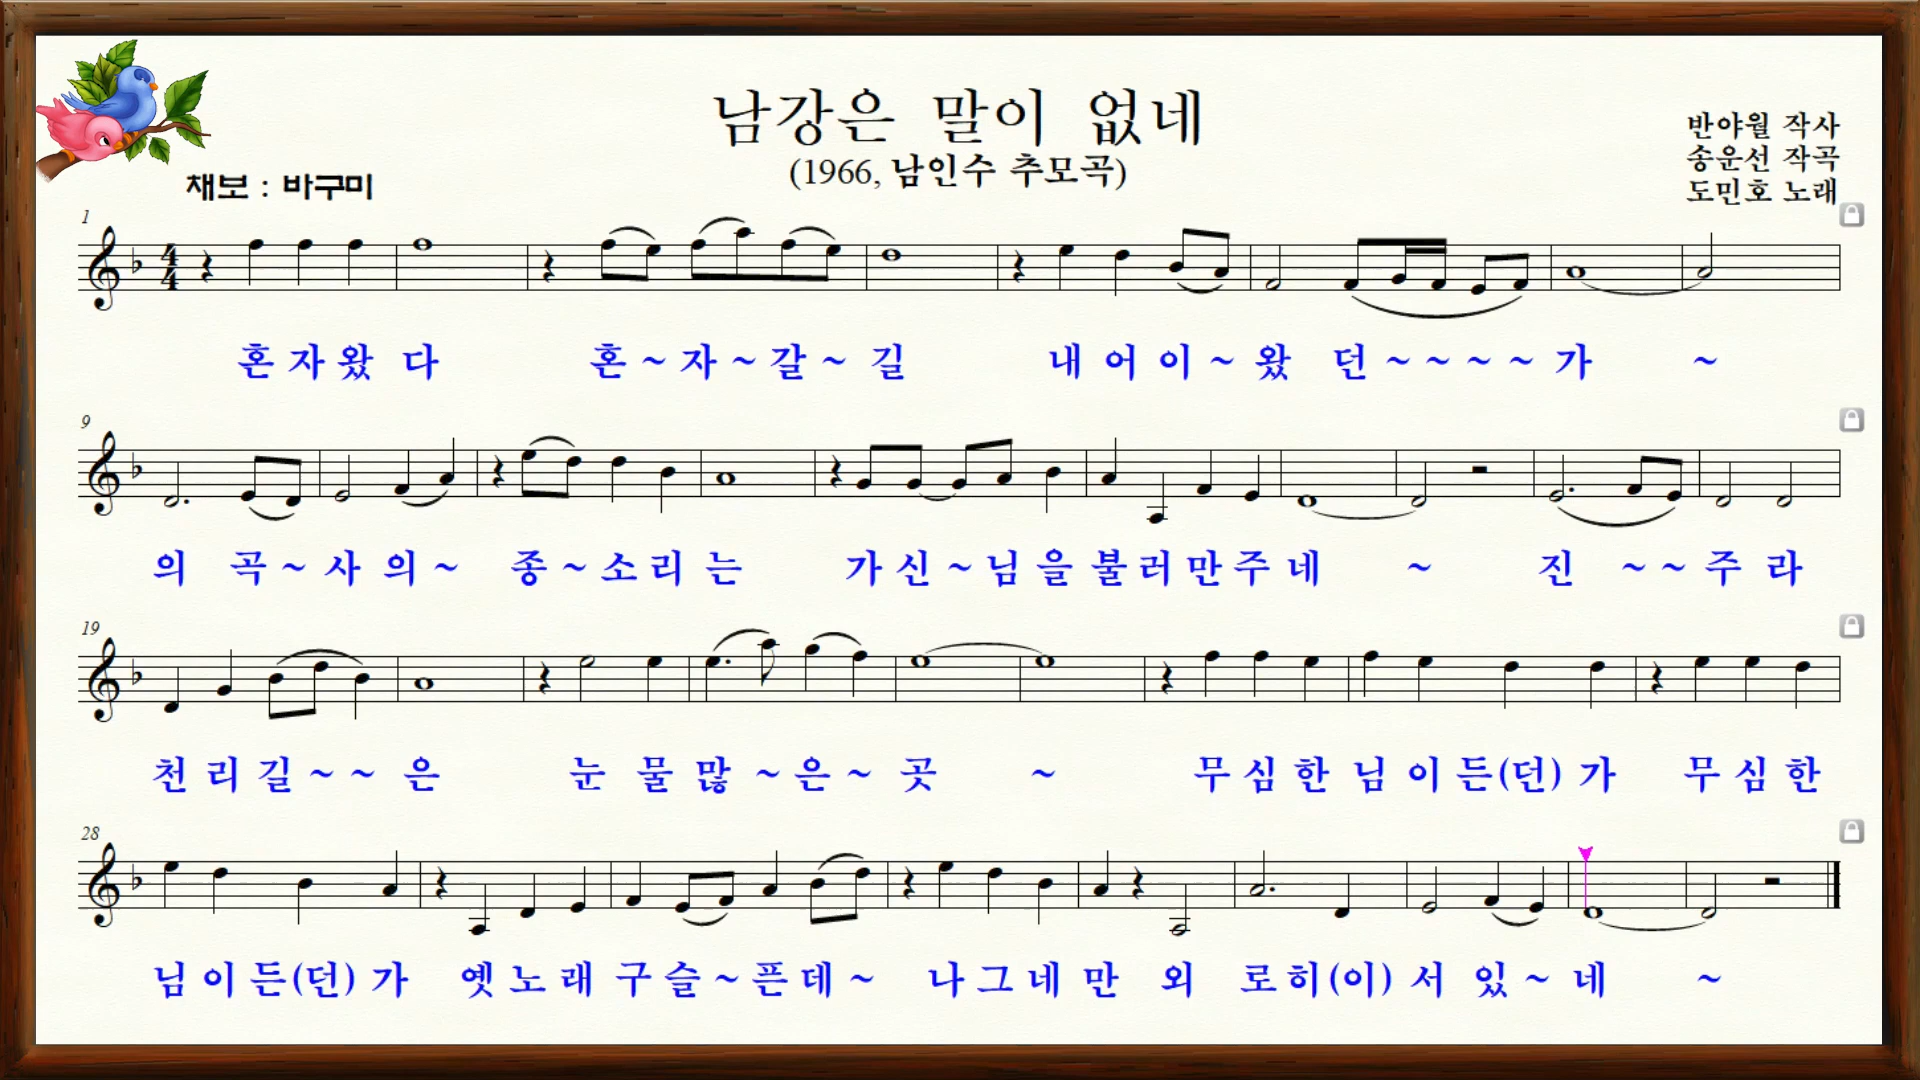 남강은 말이 없네
(1966, 남인수 추모곡)
반야월 작사
송운선 작곡
도민호 노래
채보 : 바구미
1
4
4
혼 자 왔 다 혼 ~ 자 ~ 갈 ~ 길 내 어 이 ~ 왔 던 ~ ~ ~ ~ 가 ~
9
의 곡 ~ 사 의 ~ 종 ~ 소 리 는 가 신 ~ 님 을 불 러 만 주 네 ~ 진 ~ ~ 주 라
19
천 리 길 ~ ~ 은 눈 물 많 ~ 은 ~ 곳 ~ 무 심 한 님 이 든(던) 가 무 심 한
28
님 이 든(던) 가 옛 노 래 구 슬 ~ 픈 데 ~ 나 그 네 만 외 로 히(이) 서 있 ~ 네 ~